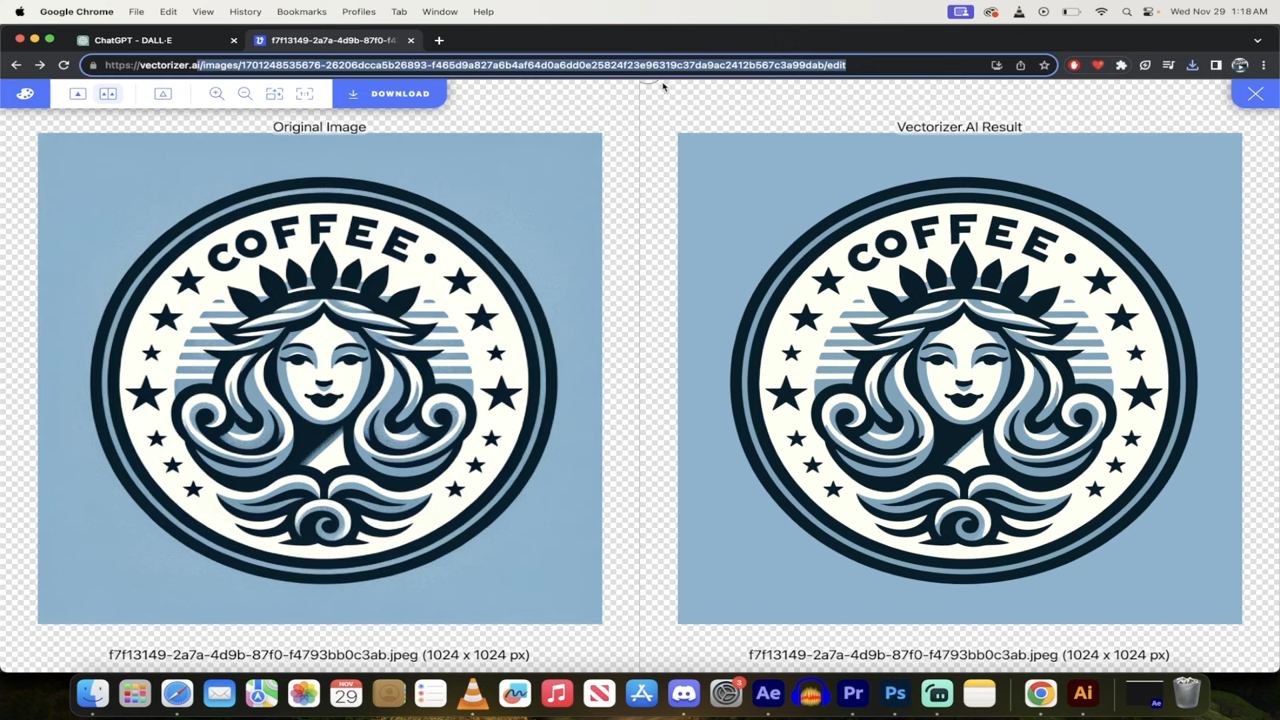 Google Chrome File Edit View History Bookmarks Profiles Tab Window Help Wed Nov 29 1:18 AM
ChatGPT - DALL·E f7f13149-2a7a-4d9b-87f0-f4
https://vectorizer.ai/images/1701248535676-26206dcca5b26893-f465d9a827a6b4af64d0a6dd0e25824f23e96319c37da9ac2412b567c3a99dab/edit
DOWNLOAD
Original Image Vectorizer.AI Result
COFFEE. COFFEE.
f7f13149-2a7a-4d9b-87f0-f4793bb0c3ab.jpeg (1024 x 1024 px) f7f13149-2a7a-4d9b-87f0-f4793bb0c3ab.jpeg (1024 x 1024 px)
NOV
29
3
Ae Pr Ps Ai
Ae